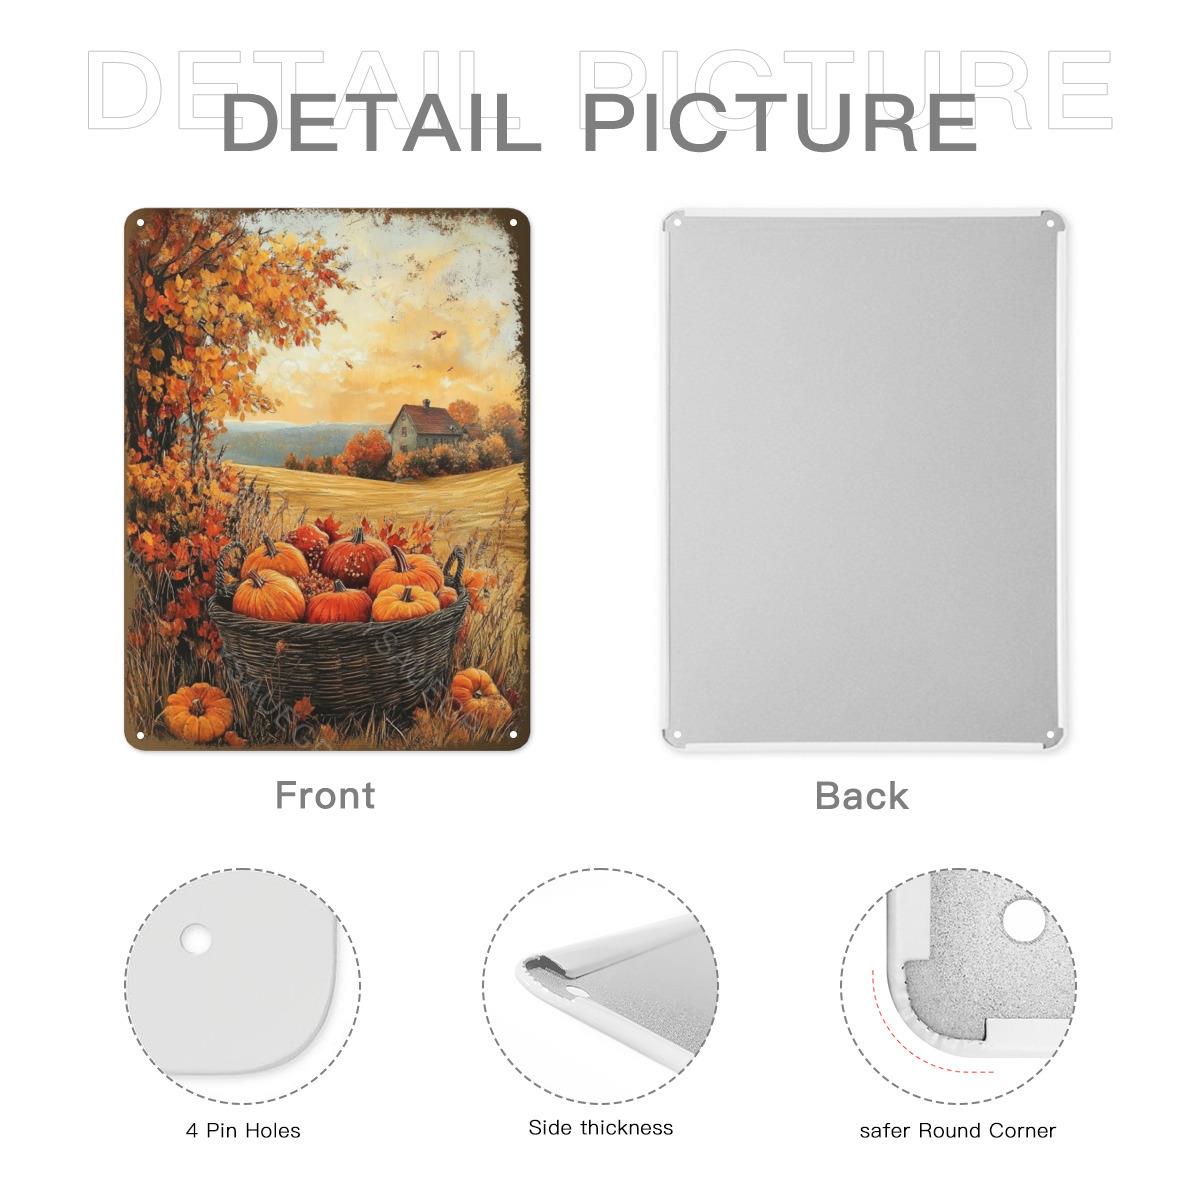 DETAIL PICTURE
DETAIL PICTURE
Front
Back
4 Pin Holes
Side thickness
safer Round Corner